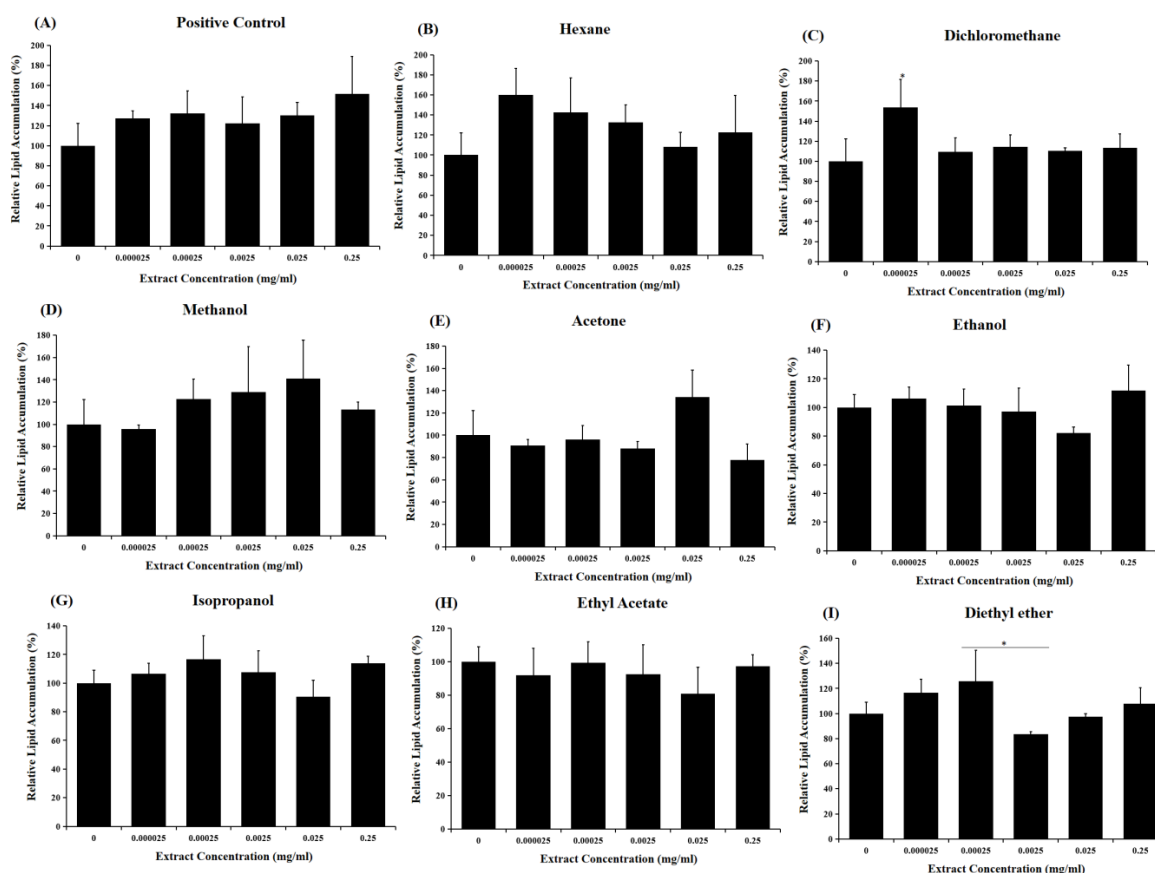 (A)
Positive Control
Relative Lipid Accumulation (%)
200
180
160
140
120
100
80
60
40
20
0
0 0.000025 0.00025 0.0025 0.025 0.25
Extract Concentration (mg/ml)
(B)
Hexane
Relative Lipid Accumulation (%)
200
180
160
140
120
100
80
60
40
20
0
0 0.000025 0.00025 0.0025 0.025 0.25
Extract Concentration (mg/ml)
(C)
Dichloromethane
Relative Lipid Accumulation (%)
200
180
160
140
120
100
80
60
40
20
0
*
0 0.000025 0.00025 0.0025 0.025 0.25
Extract Concentration (mg/ml)
(D)
Methanol
Relative Lipid Accumulation (%)
180
160
140
120
100
80
60
40
20
0
0 0.000025 0.00025 0.0025 0.025 0.25
Extract Concentration (mg/ml)
(E)
Acetone
Relative Lipid Accumulation (%)
180
160
140
120
100
80
60
40
20
0
0 0.000025 0.00025 0.0025 0.025 0.25
Extract Concentration (mg/ml)
(F)
Ethanol
Relative Lipid Accumulation (%)
140
120
100
80
60
40
20
0
0 0.000025 0.00025 0.0025 0.025 0.25
Extract Concentration (mg/ml)
(G)
Isopropanol
Relative Lipid Accumulation (%)
140
120
100
80
60
40
20
0
0 0.000025 0.00025 0.0025 0.025 0.25
Extract Concentration (mg/ml)
(H)
Ethyl Acetate
Relative Lipid Accumulation (%)
120
100
80
60
40
20
0
0 0.000025 0.00025 0.0025 0.025 0.25
Extract Concentration (mg/ml)
(I)
Diethyl ether
Relative Lipid Accumulation (%)
160
140
120
100
80
60
40
20
0
*
0 0.000025 0.00025 0.0025 0.025 0.25
Extract Concentration (mg/ml)